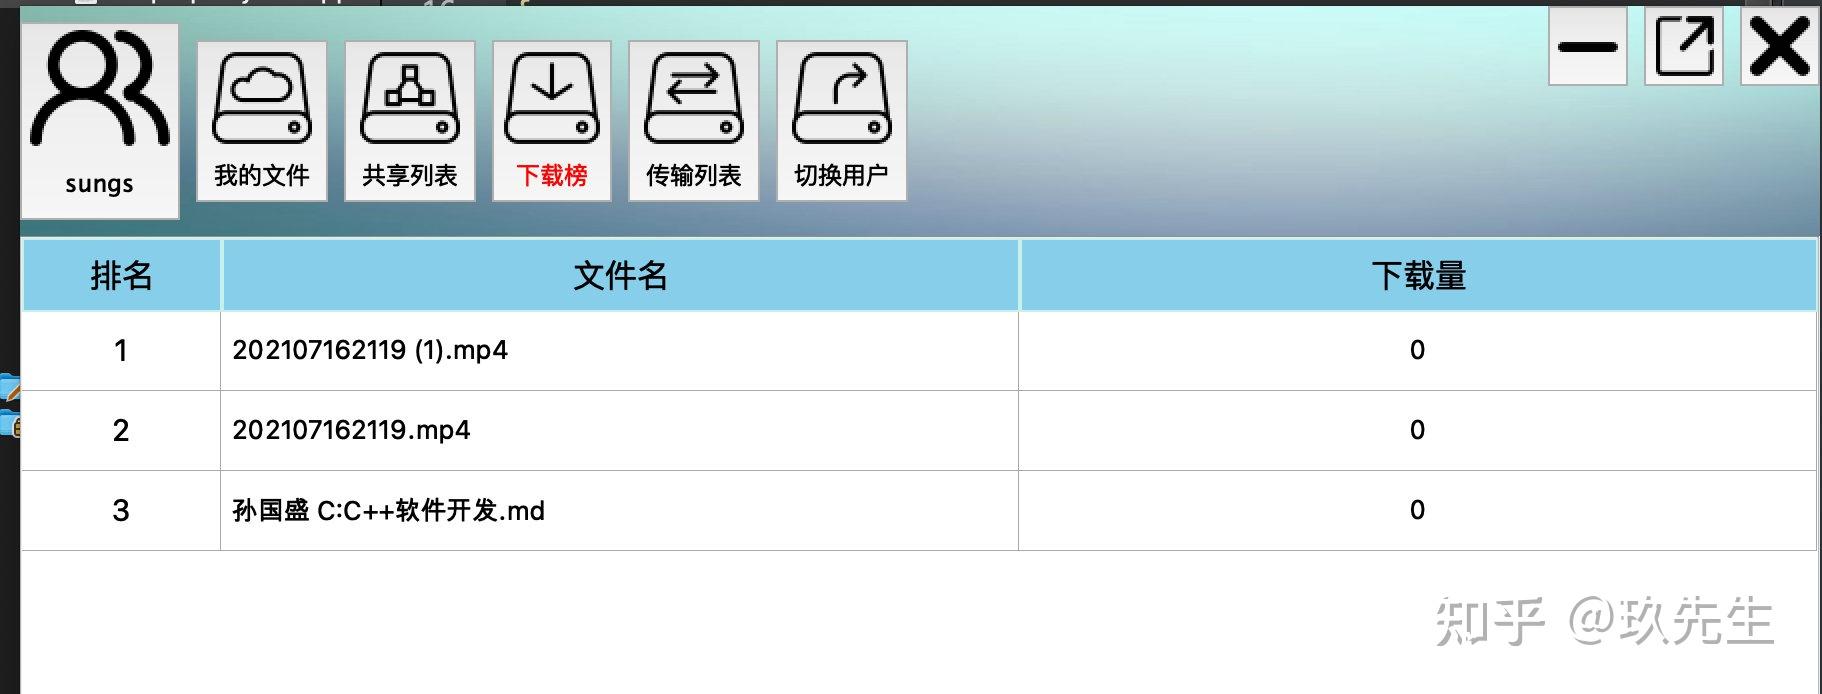 sungs
我的文件
共享列表
下载榜
传输列表
切换用户
排名 文件名 下载量
1 202107162119 (1).mp4 0
2 202107162119.mp4 0
3 孙国盛 C:C++软件开发.md 0
知乎 @玖先生